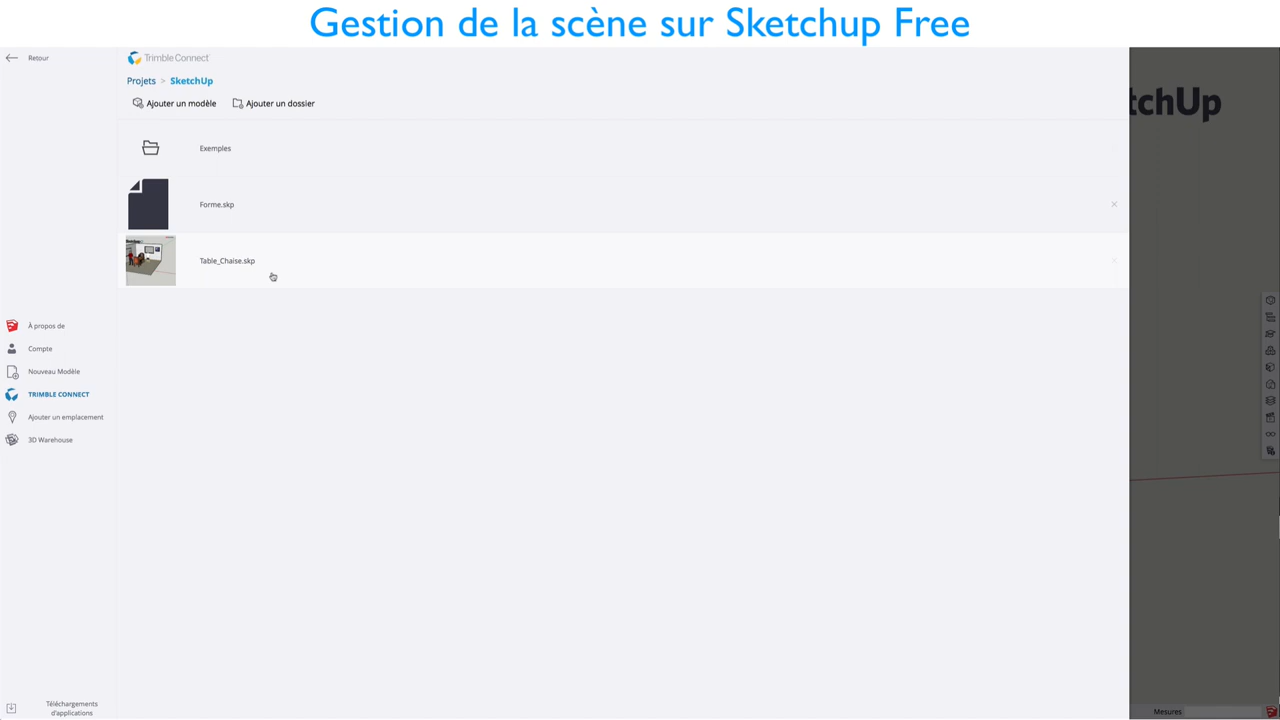 Gestion de la scène sur Sketchup Free
Retour
Trimble Connect
Projets > SketchUp
Ajouter un modèle
Ajouter un dossier
tchUp
Exemples
Forme.skp
Table_Chaise.skp
À propos de
Compte
Nouveau Modèle
TRIMBLE CONNECT
Ajouter un emplacement
3D Warehouse
Téléchargements
d'applications
Mesures